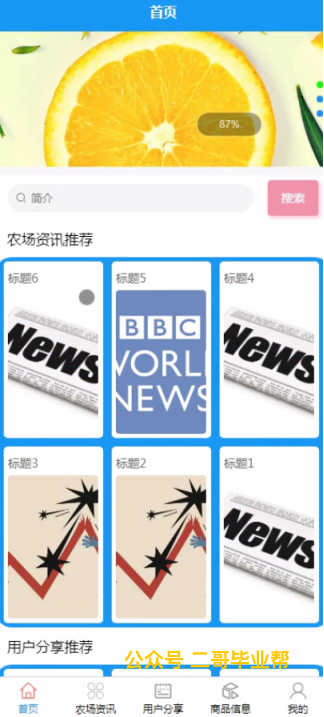 首页
87%
简介
搜索
农场资讯推荐
标题6
标题5
标题4
News
BBC
WORL
NEWS
News
标题3
标题2
标题1
News
用户分享推荐
公众号 二哥毕业帮
首页
农场资讯
用户分享
商品信息
我的